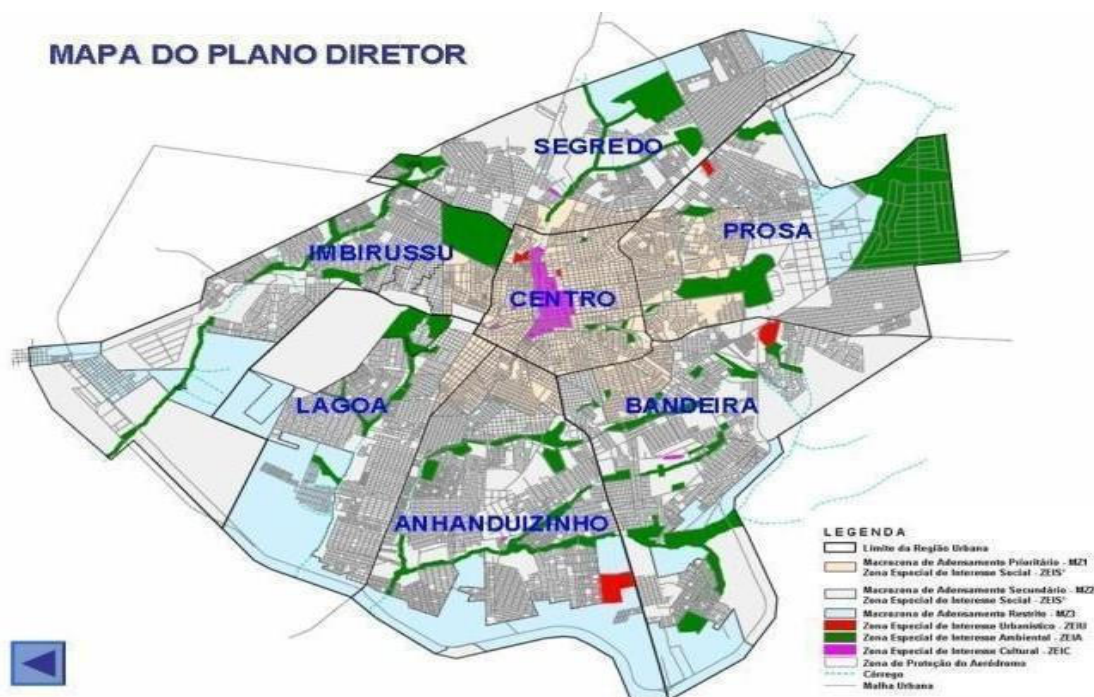 MAPA DO PLANO DIRETOR
SEGREDO
PROSA
IMBIRUSSU
CENTRO
LAGOA
BANDEIRA
ANHANDUIZINHO
LEGENDA
Limite da Região Urbana
Macrozona de Adensamento Prioritário - MZ1
Zona Especial de Interesse Social - ZEIS*
Macrozona de Adensamento Secundário - MZ2
Zona Especial de Interesse Social - ZEIS*
Macrozona de Adensamento Restrito - MZ3
Zona Especial de Interesse Urbanístico - ZEIU
Zona Especial de Interesse Ambiental - ZEIA
Zona Especial de Interesse Cultural - ZEIC
Zona de Proteção do Aeródromo
Córrego
Malha Urbana